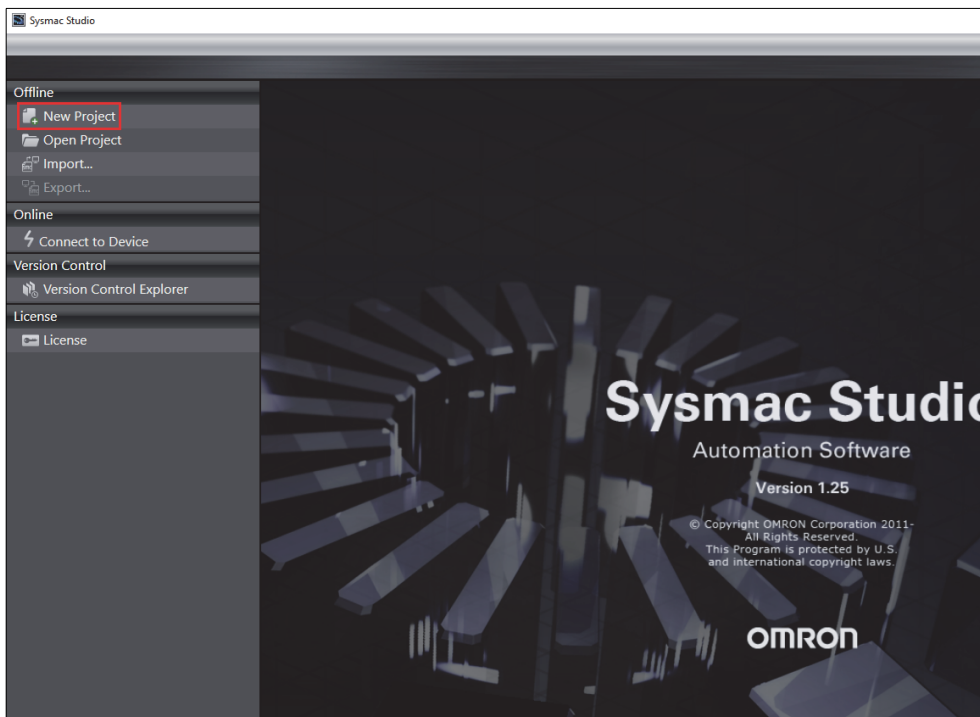 Sysmac Studio
Offline
New Project
Open Project
Import...
Export...
Online
Connect to Device
Version Control
Version Control Explorer
License
License
Sysmac Studio
Automation Software
Version 1.25
© Copyright OMRON Corporation 2011-
All Rights Reserved.
This Program is protected by U.S.
and international copyright laws.
OMRON